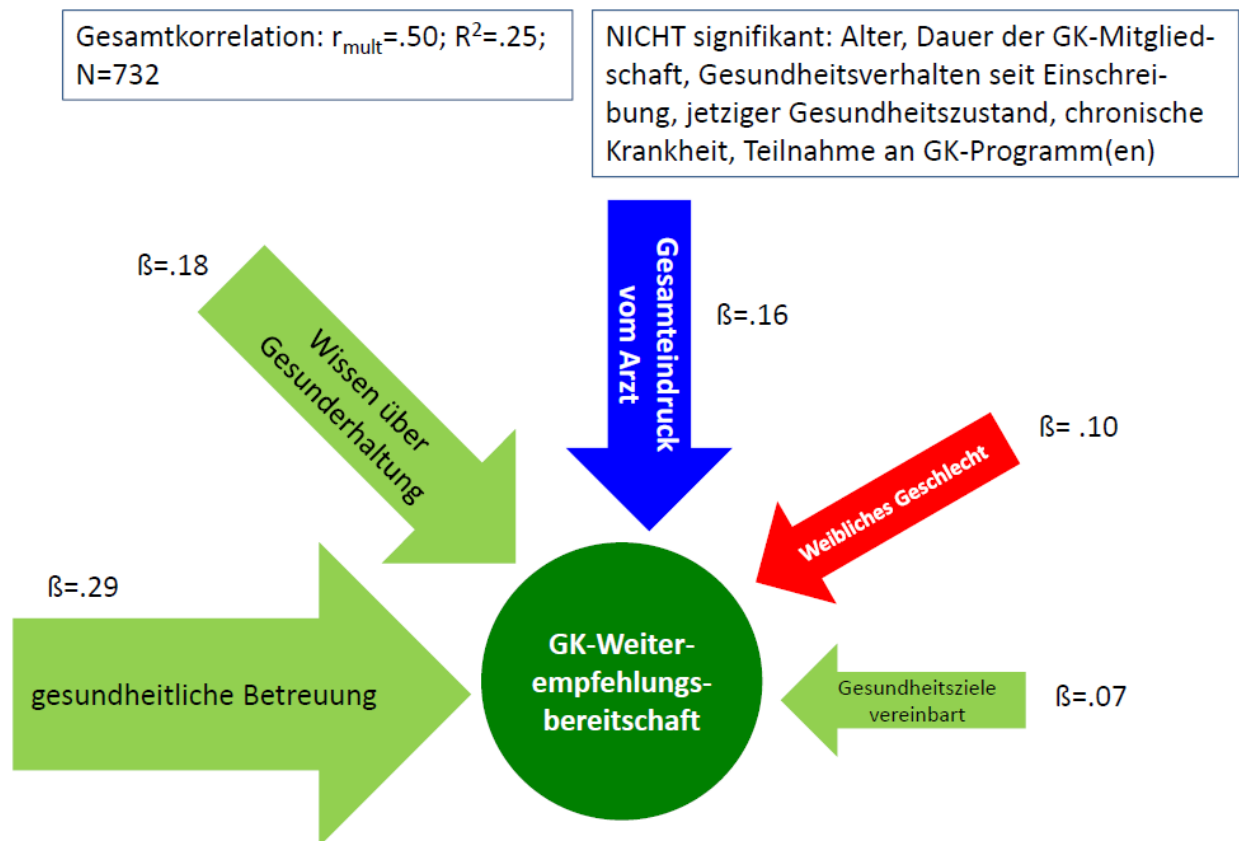 Gesamtkorrelation: rmult=.50; R²=.25;
N=732
NICHT signifikant: Alter, Dauer der GK-Mitglied-
schaft, Gesundheitsverhalten seit Einschrei-
bung, jetziger Gesundheitszustand, chronische
Krankheit, Teilnahme an GK-Programm(en)
ß=.18
Wissen über
Gesunderhaltung
Gesamteindruck
vom Arzt
ß=.16
ß= .10
Weibliches Geschlecht
ß=.29
gesundheitliche Betreuung
GK-Weiter-
empfehlungs-
bereitschaft
Gesundheitsziele
vereinbart
ß=.07